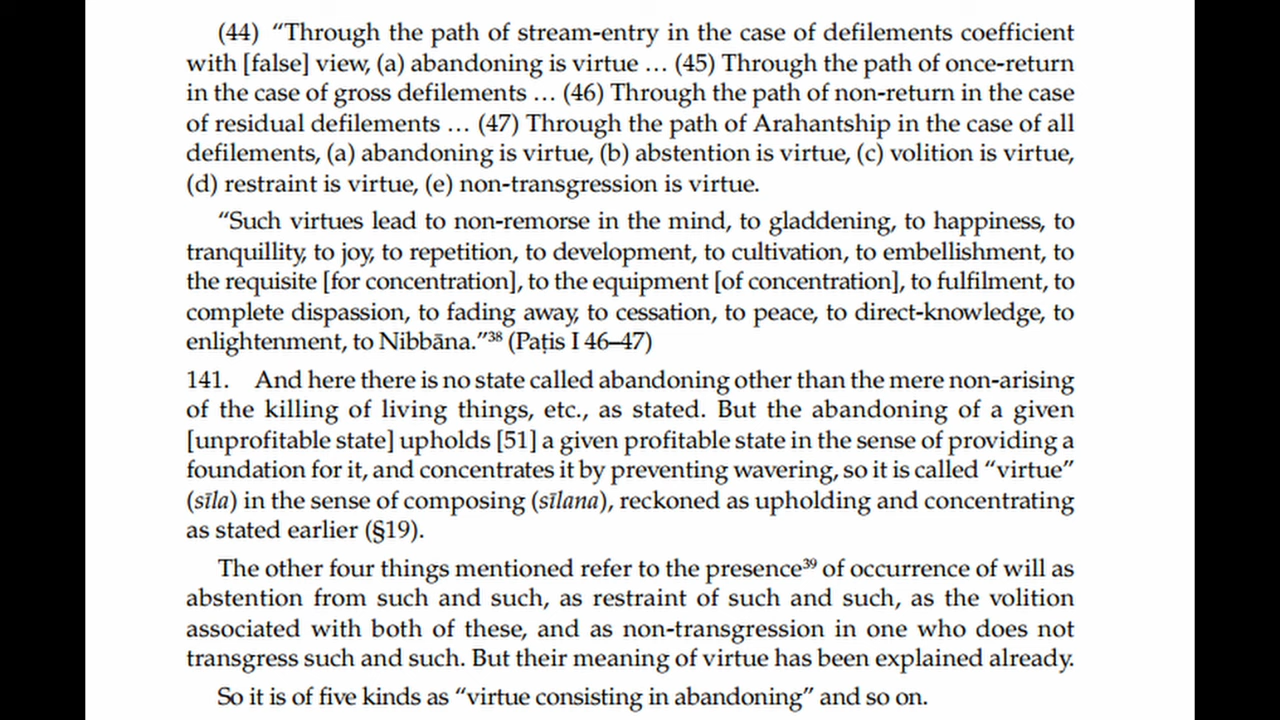 (44) “Through the path of stream-entry in the case of defilements coefficient
with [false] view, (a) abandoning is virtue … (45) Through the path of once-return
in the case of gross defilements … (46) Through the path of non-return in the case
of residual defilements … (47) Through the path of Arahantship in the case of all
defilements, (a) abandoning is virtue, (b) abstention is virtue, (c) volition is virtue,
(d) restraint is virtue, (e) non-transgression is virtue.
“Such virtues lead to non-remorse in the mind, to gladdening, to happiness, to
tranquillity, to joy, to repetition, to development, to cultivation, to embellishment, to
the requisite [for concentration], to the equipment [of concentration], to fulfilment, to
complete dispassion, to fading away, to cessation, to peace, to direct-knowledge, to
enlightenment, to Nibbāna.”³⁸ (Paṭis I 46–47)
141. And here there is no state called abandoning other than the mere non-arising
of the killing of living things, etc., as stated. But the abandoning of a given
[unprofitable state] upholds [51] a given profitable state in the sense of providing a
foundation for it, and concentrates it by preventing wavering, so it is called “virtue”
(sīla) in the sense of composing (sīlana), reckoned as upholding and concentrating
as stated earlier (§19).
The other four things mentioned refer to the presence³⁹ of occurrence of will as
abstention from such and such, as restraint of such and such, as the volition
associated with both of these, and as non-transgression in one who does not
transgress such and such. But their meaning of virtue has been explained already.
So it is of five kinds as “virtue consisting in abandoning” and so on.